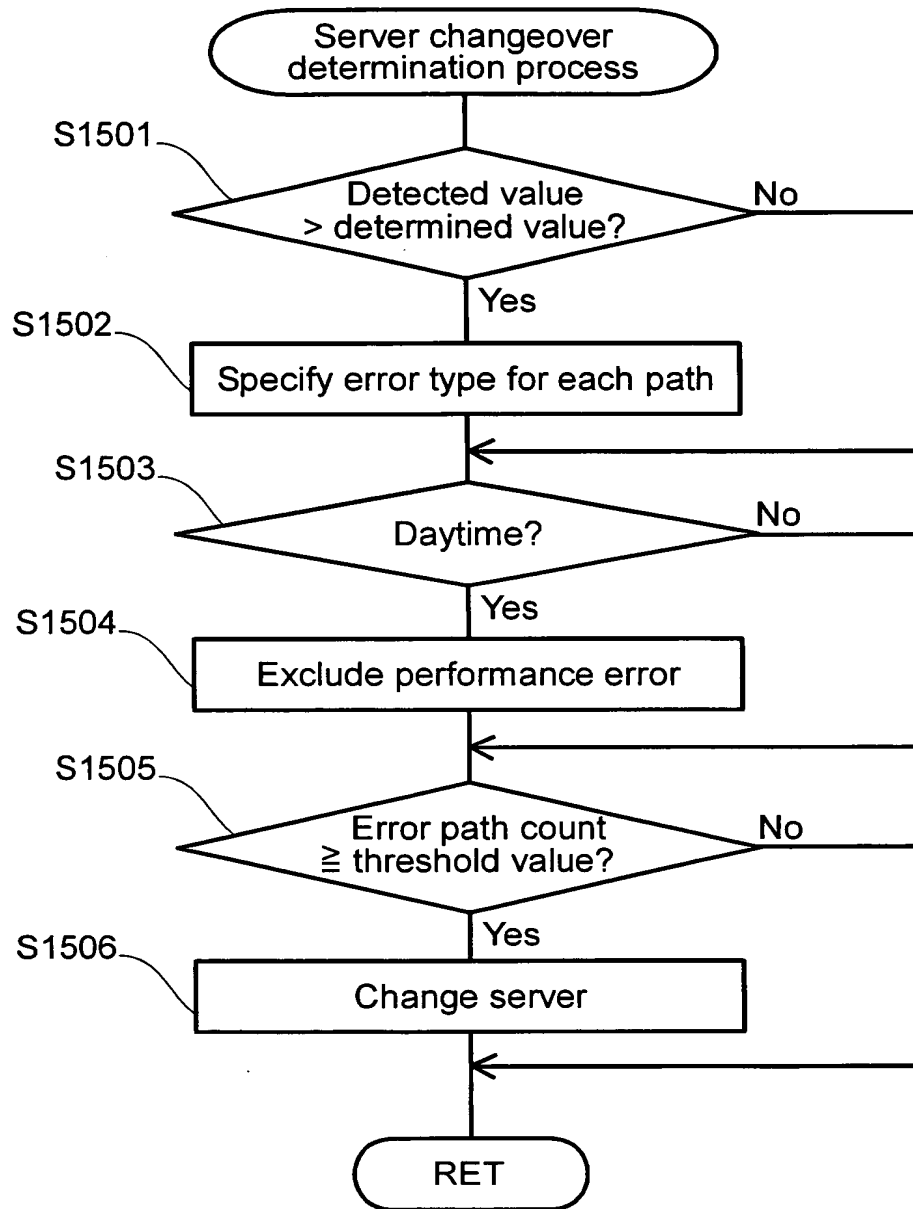 Server changeover
determination process
S1501
Detected value
> determined value?
No
Yes
S1502
Specify error type for each path
S1503
Daytime?
No
Yes
S1504
Exclude performance error
S1505
Error path count
≧ threshold value?
No
Yes
S1506
Change server
RET